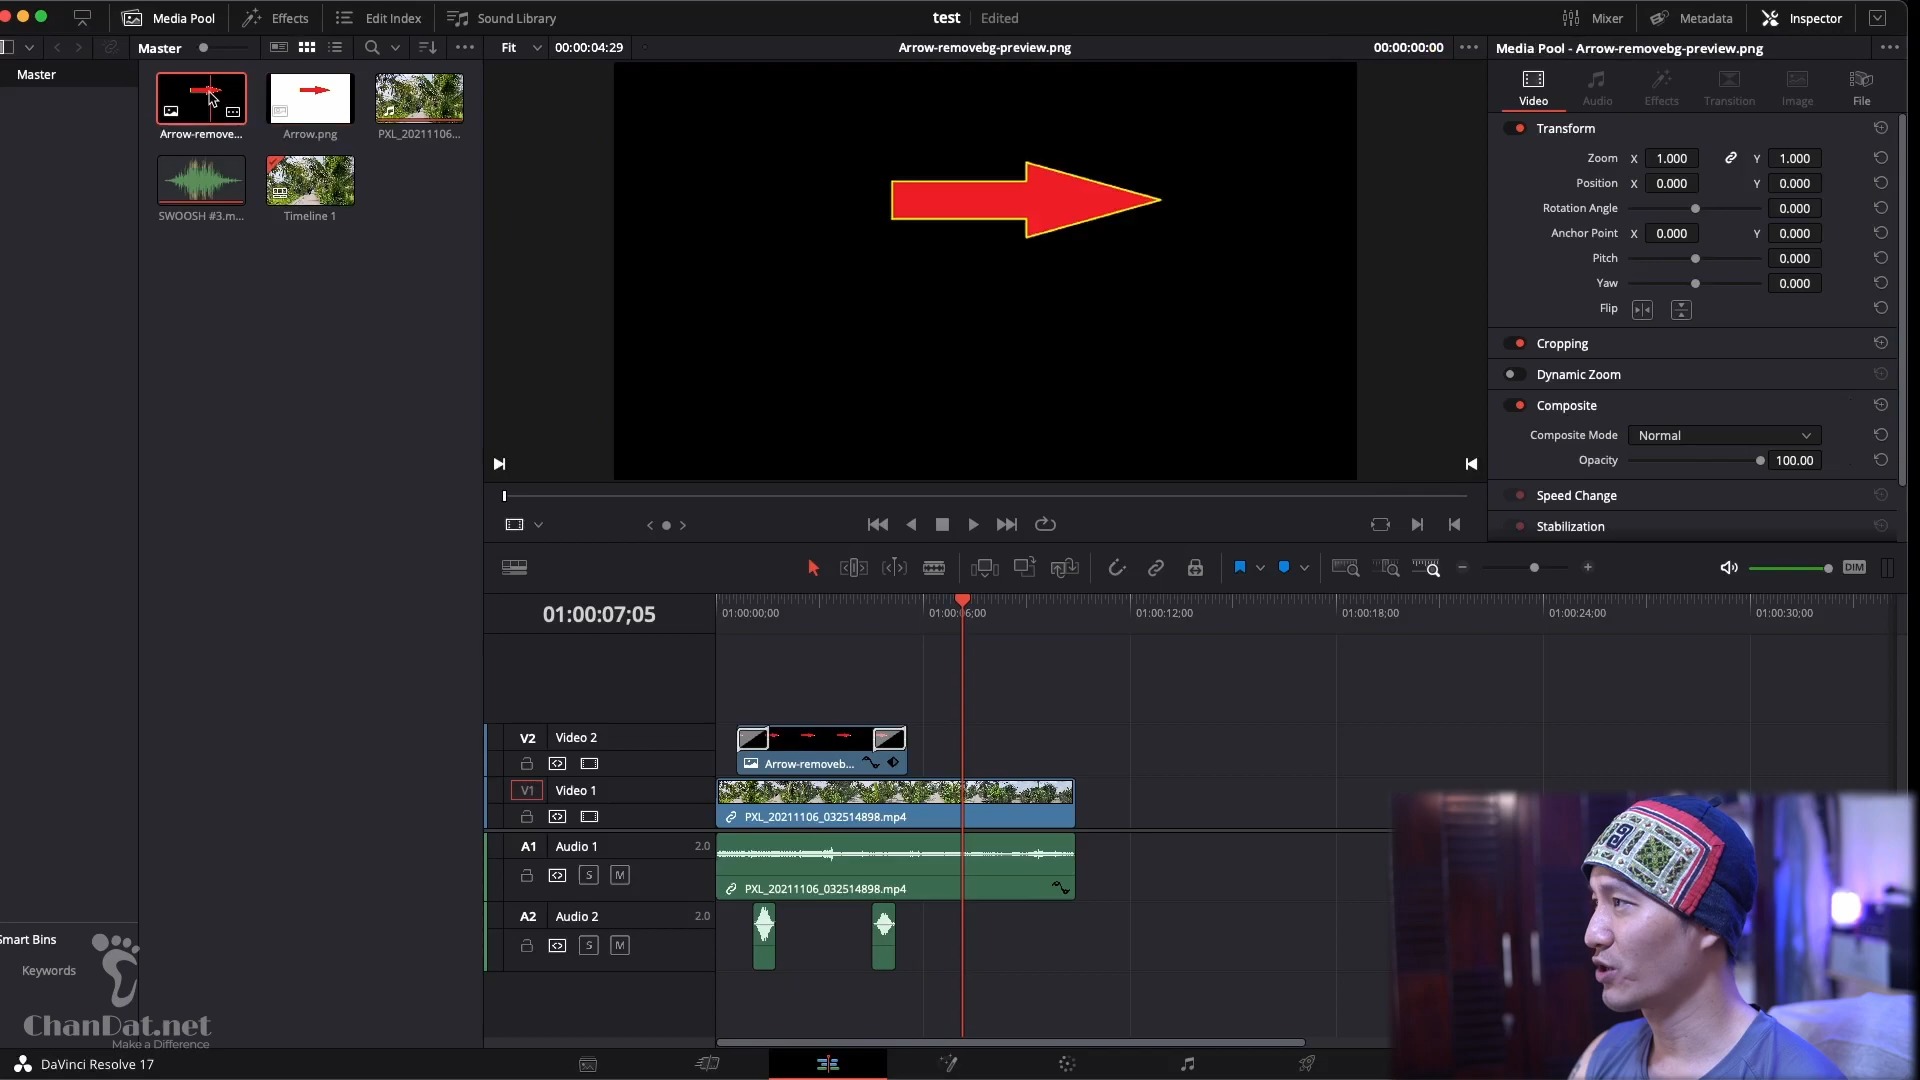 Media Pool
Effects
Edit Index
Sound Library
test
Edited
Mixer
Metadata
Inspector
Master
Fit
00:00:04:29
Arrow-removebg-preview.png
00:00:00:00
Media Pool - Arrow-removebg-preview.png
Master
Arrow-remove...
Arrow.png
PXL_20211106...
SWOOSH #3.m...
Timeline 1
Video
Audio
Effects
Transition
Image
File
Transform
Zoom X 1.000 Y 1.000
Position X 0.000 Y 0.000
Rotation Angle 0.000
Anchor Point X 0.000 Y 0.000
Pitch 0.000
Yaw 0.000
Flip
Cropping
Dynamic Zoom
Composite
Composite Mode Normal
Opacity 100.00
Speed Change
Stabilization
DIM
01:00:07;05
01:00:00;00
01:00:06;00
01:00:12;00
01:00:18;00
01:00:24;00
01:00:30;00
V2 Video 2
Arrow-removeb...
V1 Video 1
PXL_20211106_032514898.mp4
A1 Audio 1 2.0
S M
PXL_20211106_032514898.mp4
A2 Audio 2 2.0
S M
Smart Bins
Keywords
ChanDat.net
Make a Difference
DaVinci Resolve 17